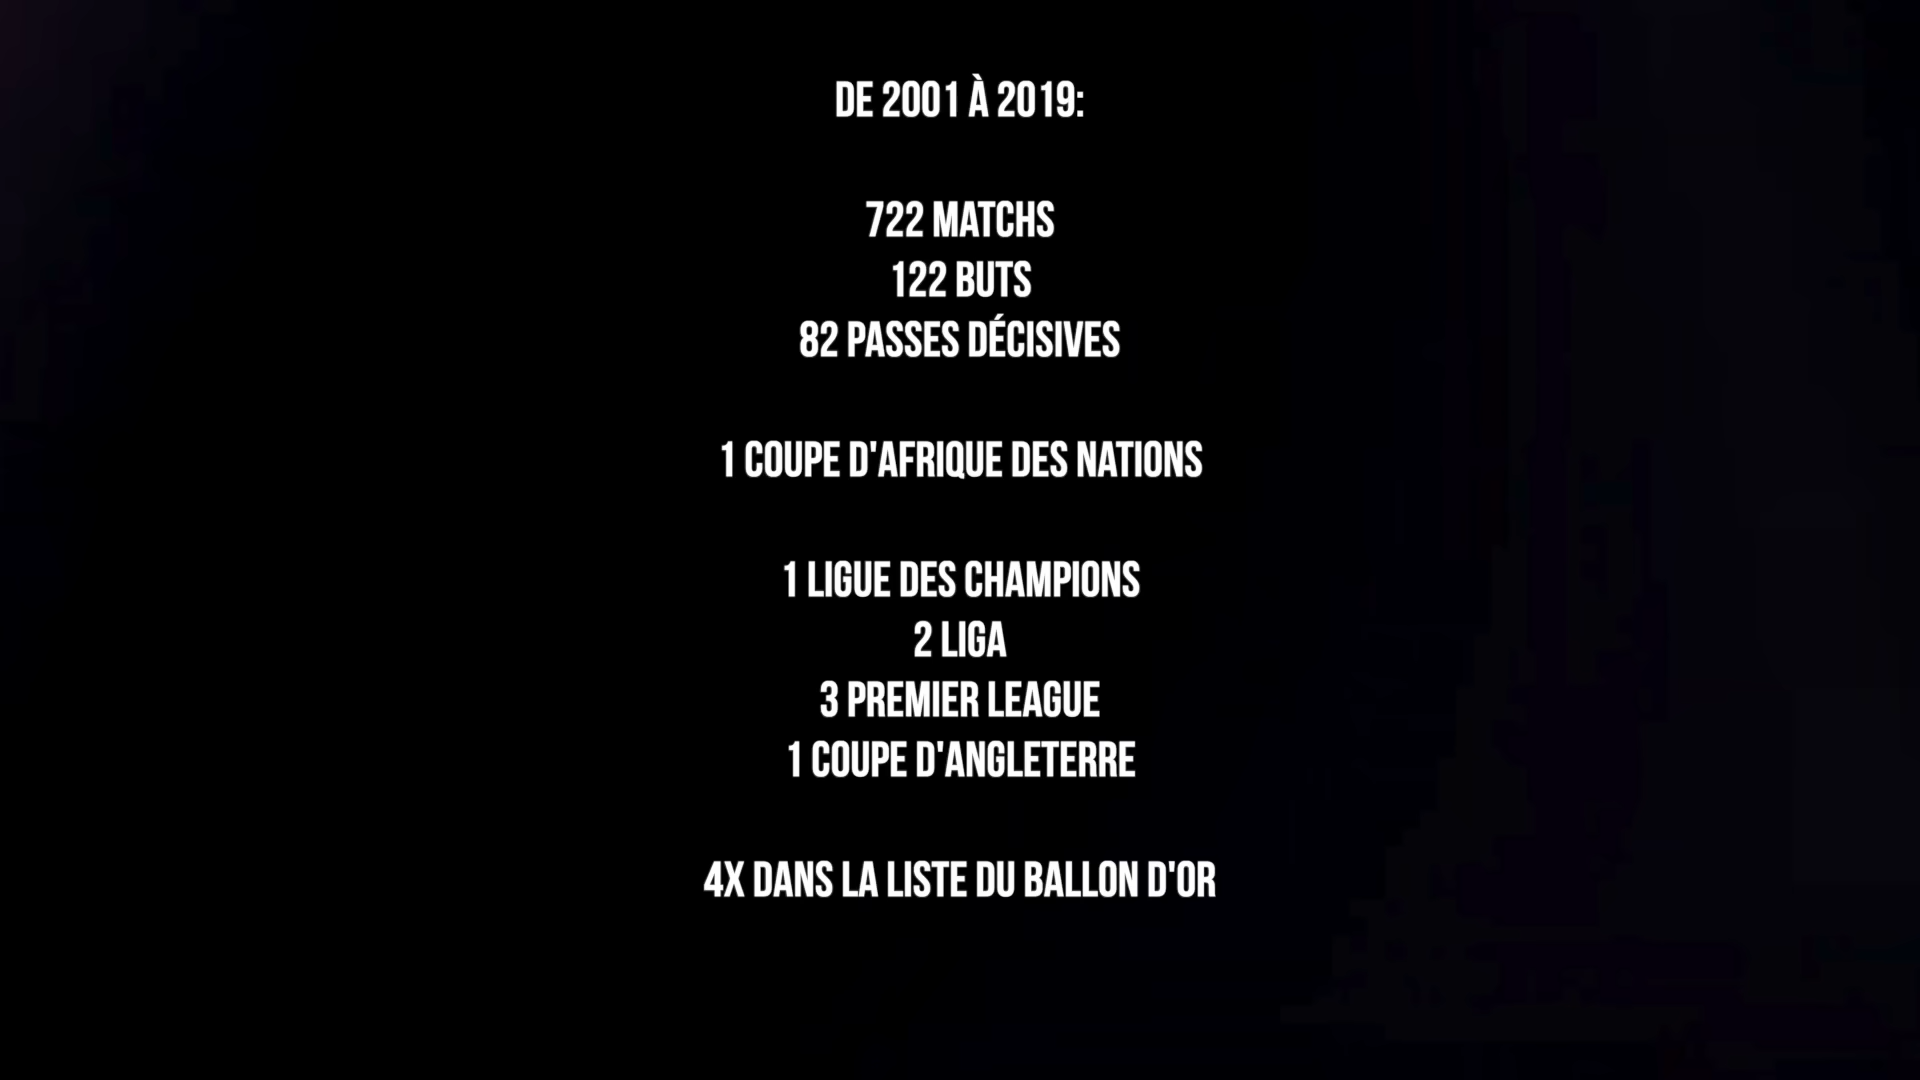 DE 2001 À 2019:
722 MATCHS
122 BUTS
82 PASSES DÉCISIVES
1 COUPE D'AFRIQUE DES NATIONS
1 LIGUE DES CHAMPIONS
2 LIGA
3 PREMIER LEAGUE
1 COUPE D'ANGLETERRE
4X DANS LA LISTE DU BALLON D'OR